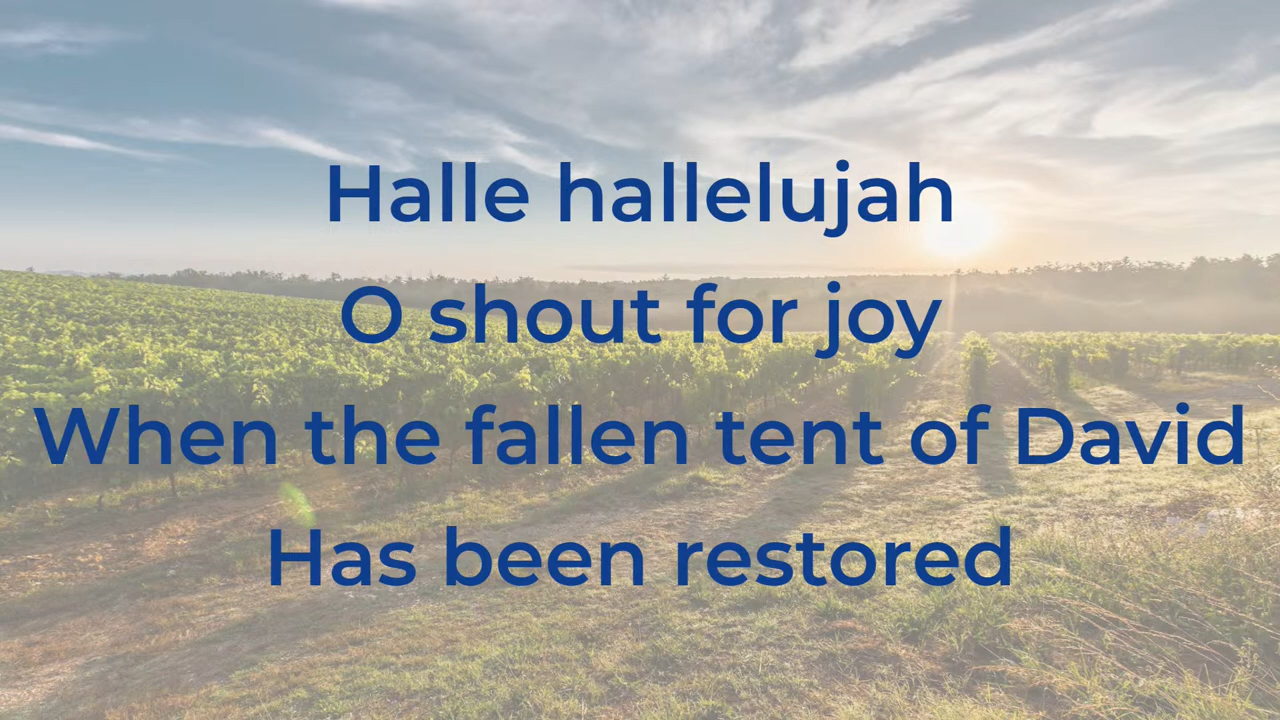 Halle hallelujah
O shout for joy
When the fallen tent of David
Has been restored